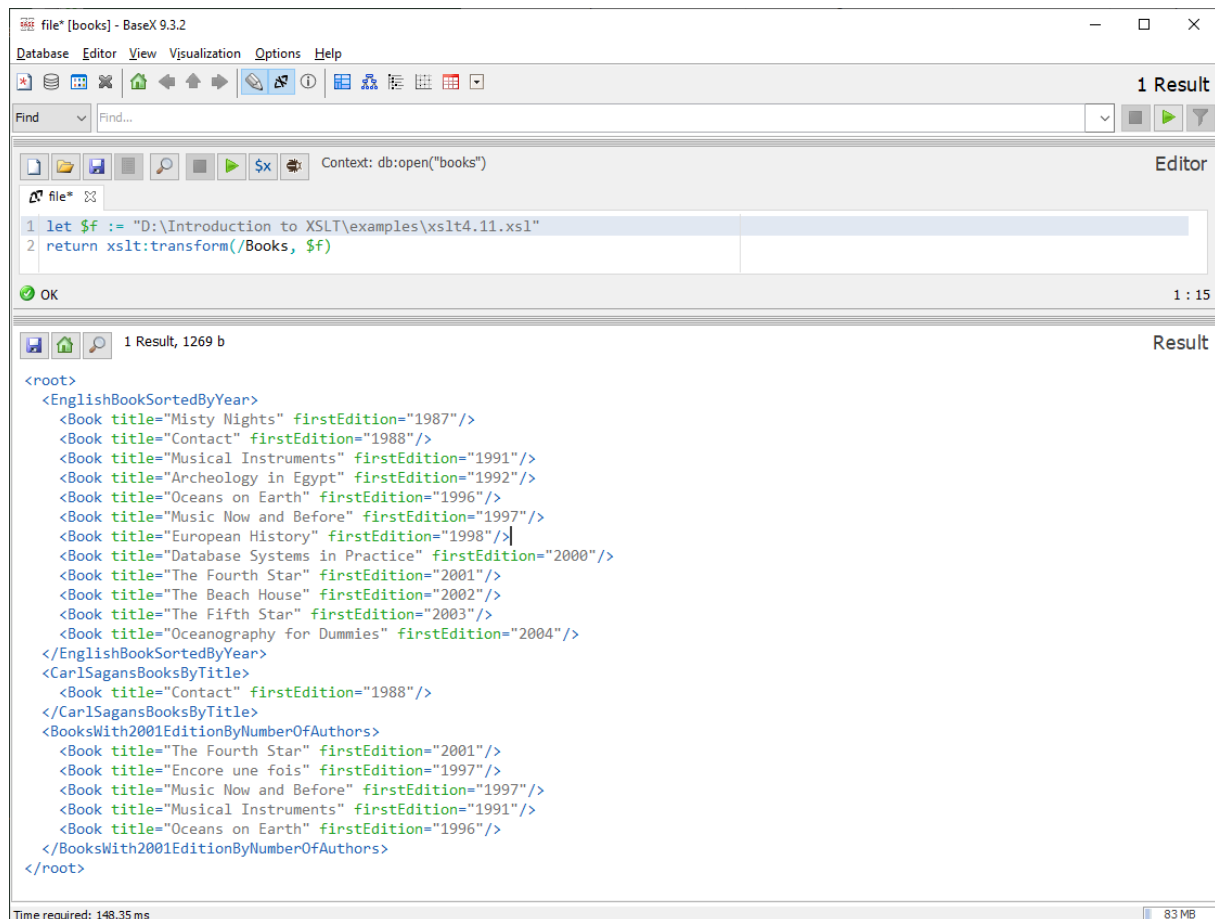 file* [books] - BaseX 9.3.2
Database Editor View Visualization Options Help
1 Result
Find Find...
Context: db:open("books") Editor
file*
1 let $f := "D:\Introduction to XSLT\examples\xslt4.11.xsl"
2 return xslt:transform(/Books, $f)
OK 1 : 15
1 Result, 1269 b Result
<root>
  <EnglishBookSortedByYear>
    <Book title="Misty Nights" firstEdition="1987"/>
    <Book title="Contact" firstEdition="1988"/>
    <Book title="Musical Instruments" firstEdition="1991"/>
    <Book title="Archeology in Egypt" firstEdition="1992"/>
    <Book title="Oceans on Earth" firstEdition="1996"/>
    <Book title="Music Now and Before" firstEdition="1997"/>
    <Book title="European History" firstEdition="1998"/>
    <Book title="Database Systems in Practice" firstEdition="2000"/>
    <Book title="The Fourth Star" firstEdition="2001"/>
    <Book title="The Beach House" firstEdition="2002"/>
    <Book title="The Fifth Star" firstEdition="2003"/>
    <Book title="Oceanography for Dummies" firstEdition="2004"/>
  </EnglishBookSortedByYear>
  <CarlSagansBooksByTitle>
    <Book title="Contact" firstEdition="1988"/>
  </CarlSagansBooksByTitle>
  <BooksWith2001EditionByNumberOfAuthors>
    <Book title="The Fourth Star" firstEdition="2001"/>
    <Book title="Encore une fois" firstEdition="1997"/>
    <Book title="Music Now and Before" firstEdition="1997"/>
    <Book title="Musical Instruments" firstEdition="1991"/>
    <Book title="Oceans on Earth" firstEdition="1996"/>
  </BooksWith2001EditionByNumberOfAuthors>
</root>
Time required: 148.35 ms 83 MB